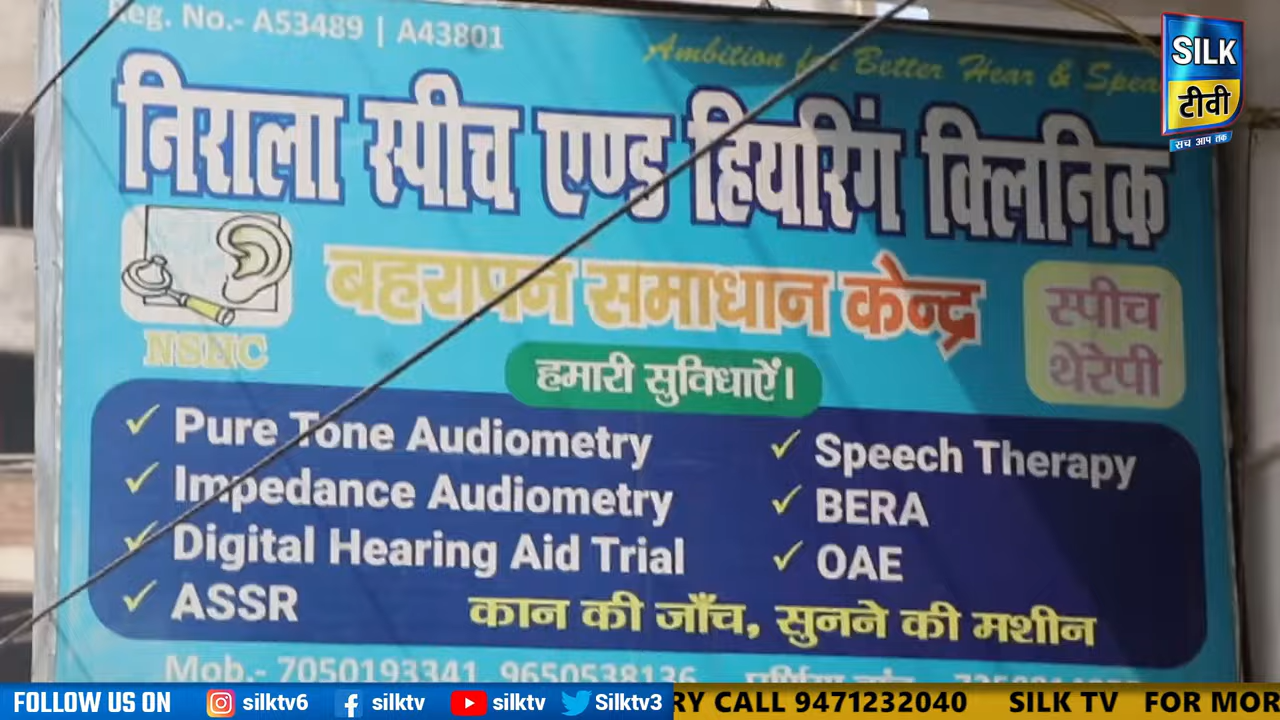 Reg. No.- A53489 | A43801
Ambition for Better Hear & Speak
SILK
टीवी
सच आप तक
निराला स्पीच एण्ड हियरिंग क्लिनिक
बहरापन समाधान केन्द्र
स्पीच
थेरेपी
NSHC
हमारी सुविधाऐं।
✓ Pure Tone Audiometry
✓ Impedance Audiometry
✓ Digital Hearing Aid Trial
✓ ASSR
✓ Speech Therapy
✓ BERA
✓ OAE
कान की जाँच, सुनने की मशीन
Mob.- 7050193341, 9650538136
FOLLOW US ON silktv6 silktv silktv Silktv3 RY CALL 9471232040 SILK TV FOR MOR